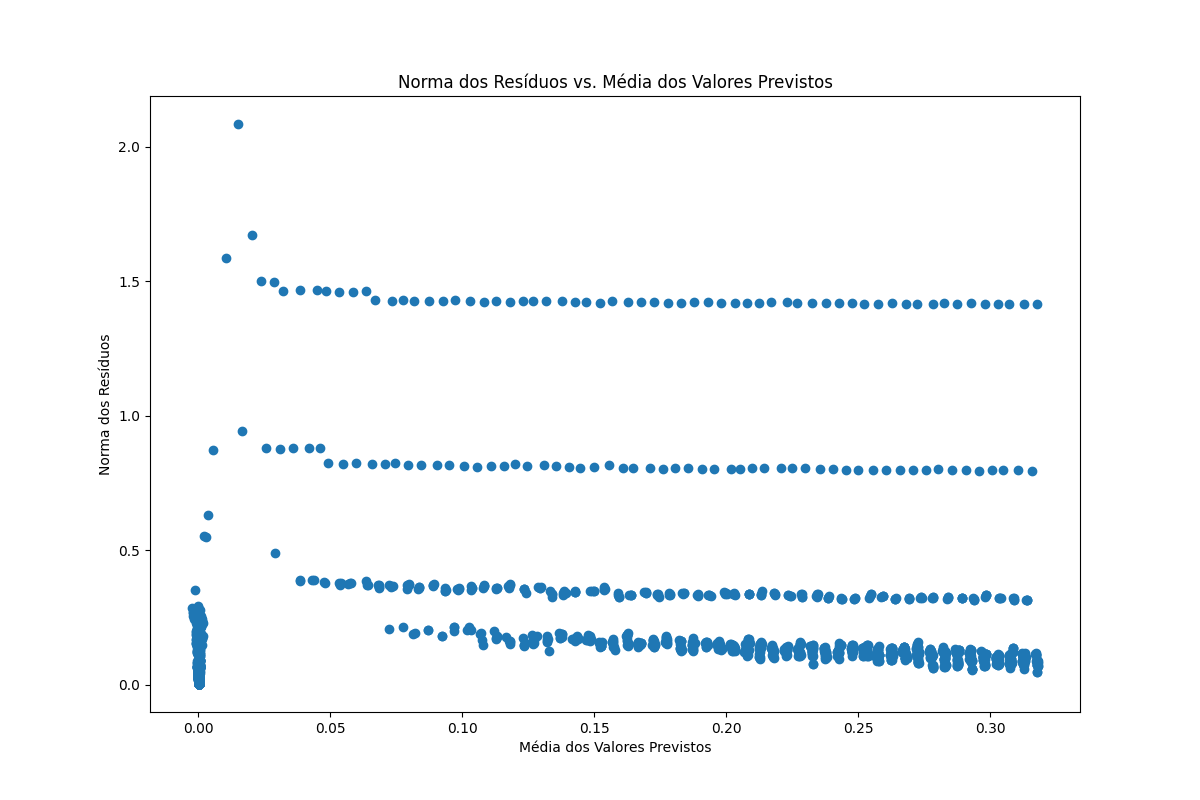 Norma dos Resíduos vs. Média dos Valores Previstos
2.0
1.5
1.0
0.5
0.0
Norma dos Resíduos
0.00 0.05 0.10 0.15 0.20 0.25 0.30
Média dos Valores Previstos